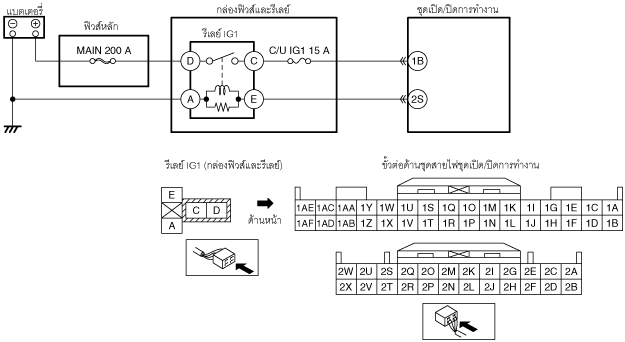 แบตเตอรี่
กล่องฟิวส์และรีเลย์
ชุดเปิด/ปิดการทำงาน
ฟิวส์หลัก
รีเลย์ IG1
MAIN 200 A
C/U IG1 15 A
D
C
1B
A
E
2S
รีเลย์ IG1 (กล่องฟิวส์และรีเลย์)
ขั้วต่อด้านชุดสายไฟชุดเปิด/ปิดการทำงาน
E
C D
A
ด้านหน้า
1AE 1AC 1AA 1Y 1W 1U 1S 1Q 1O 1M 1K 1I 1G 1E 1C 1A
1AF 1AD 1AB 1Z 1X 1V 1T 1R 1P 1N 1L 1J 1H 1F 1D 1B
2W 2U 2S 2Q 2O 2M 2K 2I 2G 2E 2C 2A
2X 2V 2T 2R 2P 2N 2L 2J 2H 2F 2D 2B